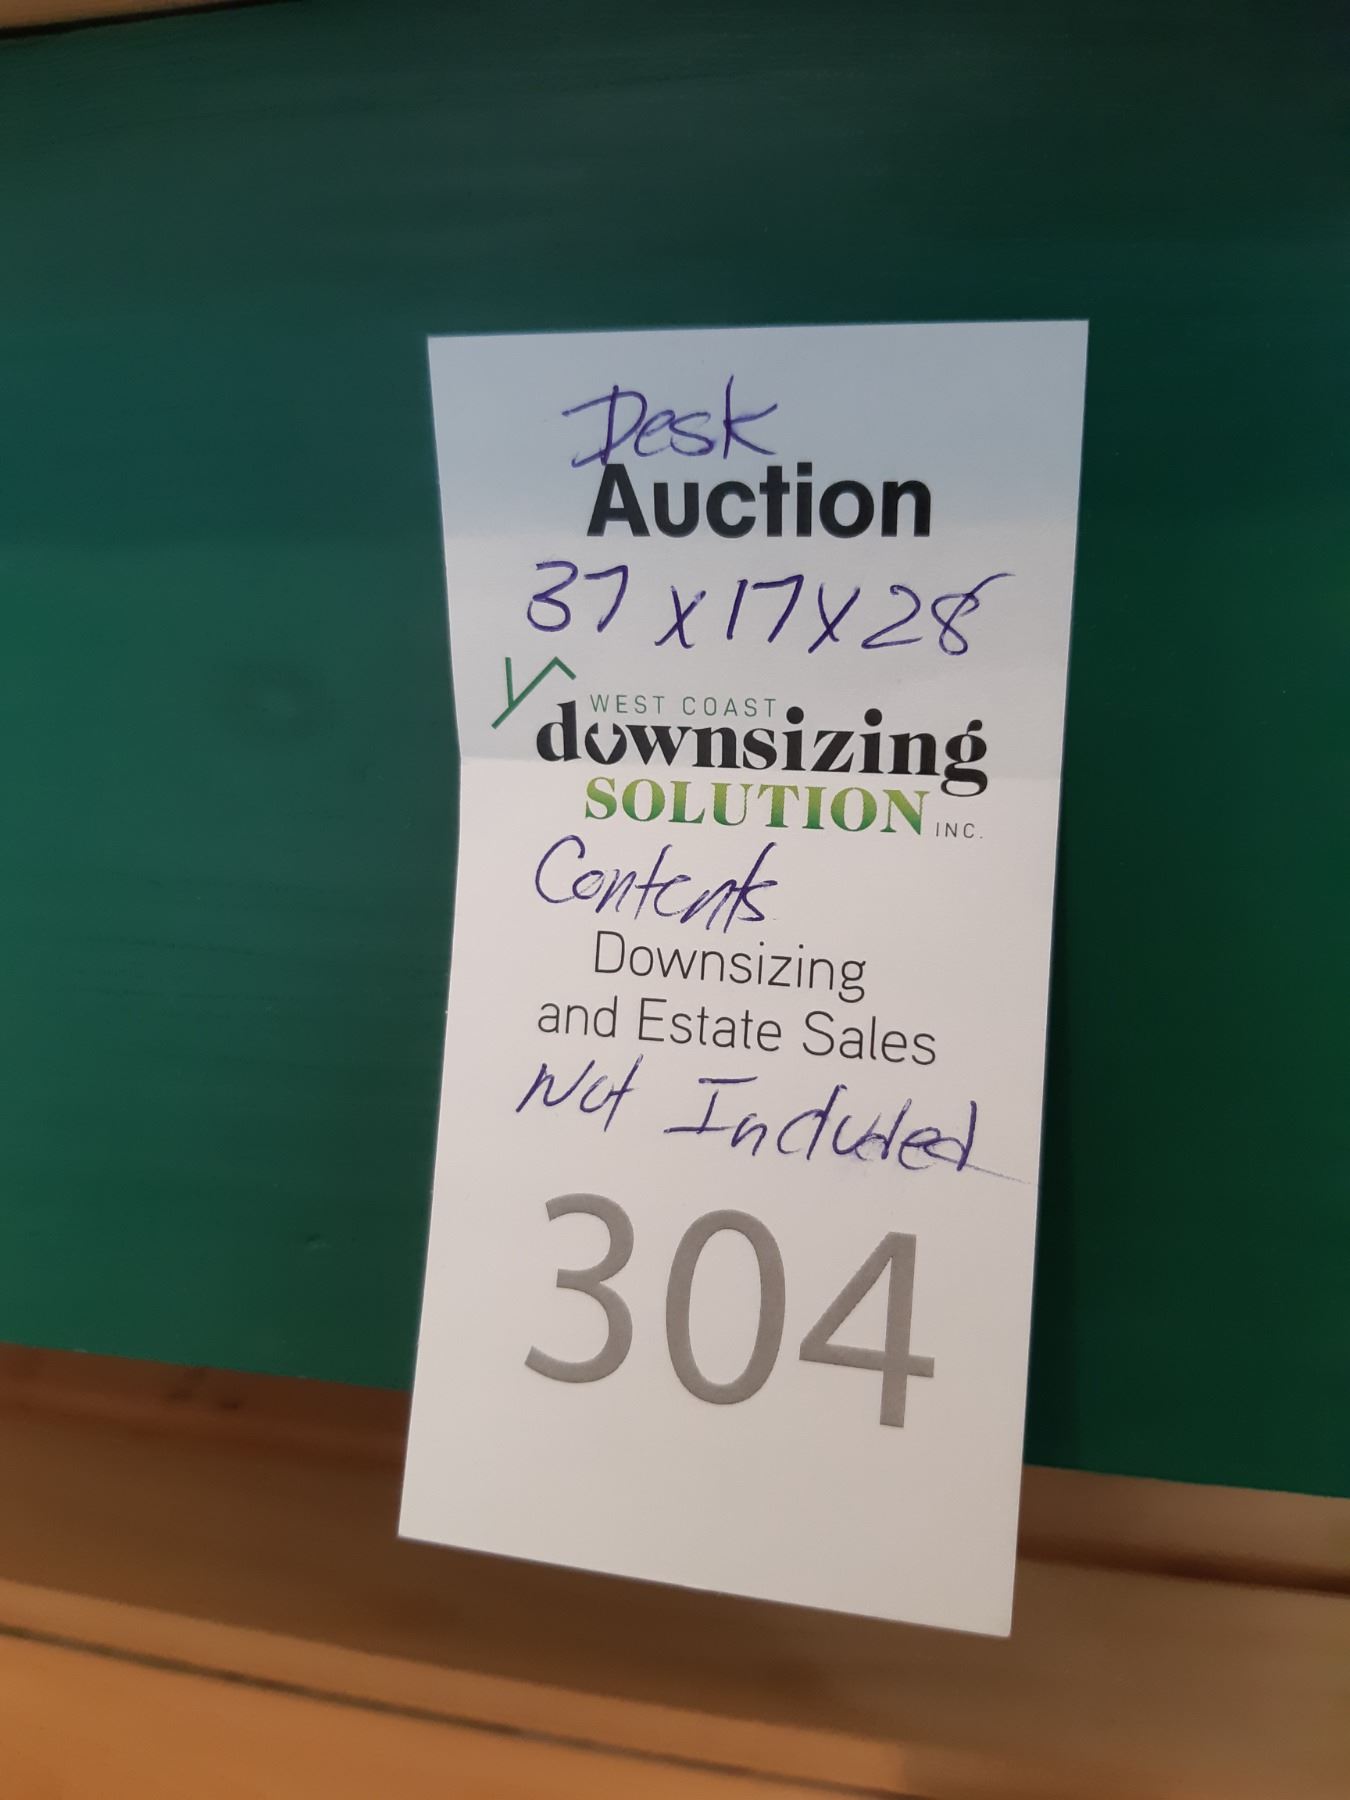 Desk
Auction
37 x 17 x 28
WEST COAST
downsizing
SOLUTION INC.
Contents
Downsizing
and Estate Sales
Not Included
304